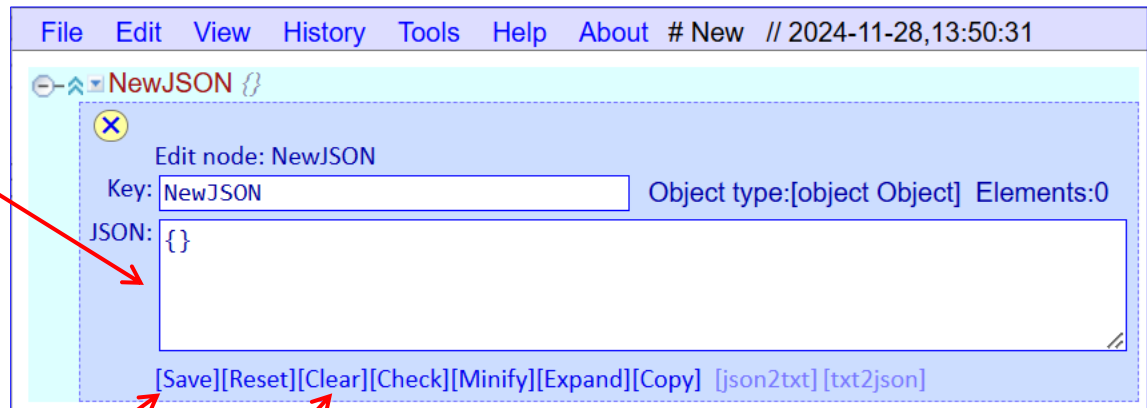 File Edit View History Tools Help About # New // 2024-11-28,13:50:31
NewJSON {}
Edit node: NewJSON
Key: NewJSON Object type:[object Object] Elements:0
JSON: {}
[Save][Reset][Clear][Check][Minify][Expand][Copy] [json2txt] [txt2json]